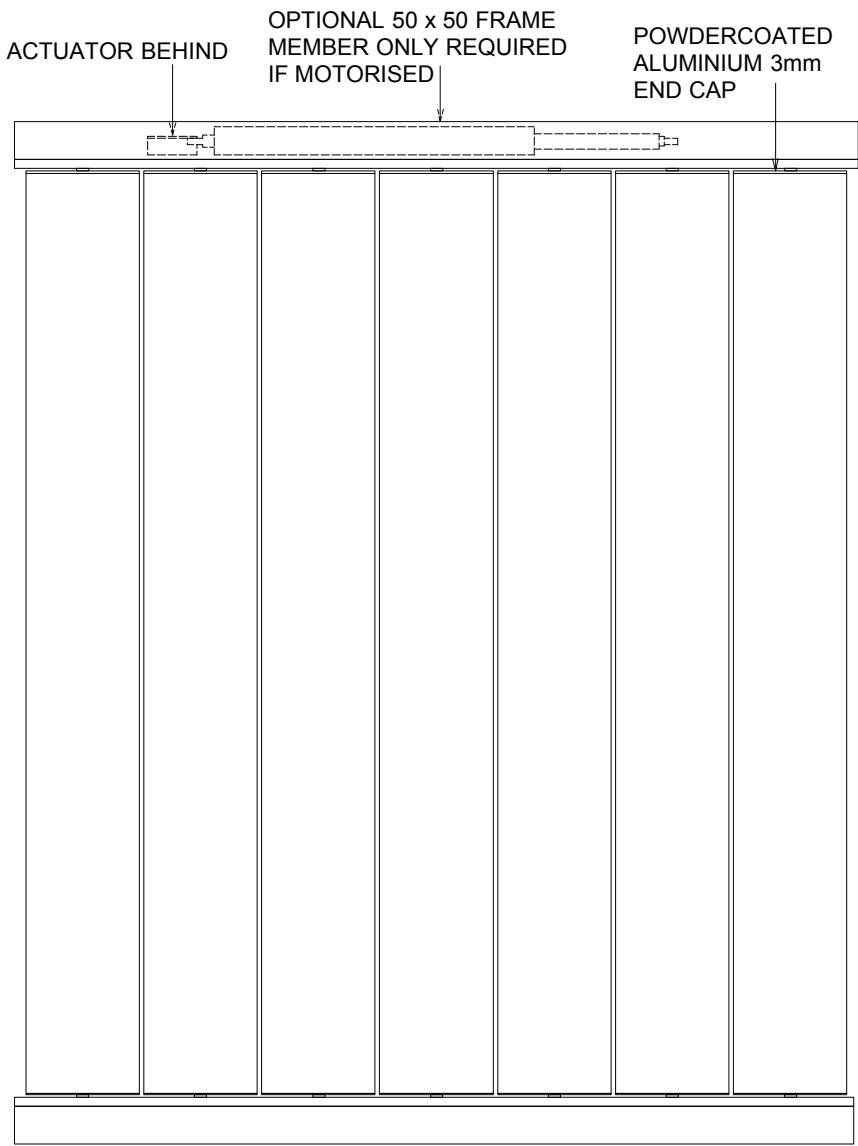 ACTUATOR BEHIND
OPTIONAL 50 x 50 FRAME
MEMBER ONLY REQUIRED
IF MOTORISED
POWDERCOATED
ALUMINIUM 3mm
END CAP